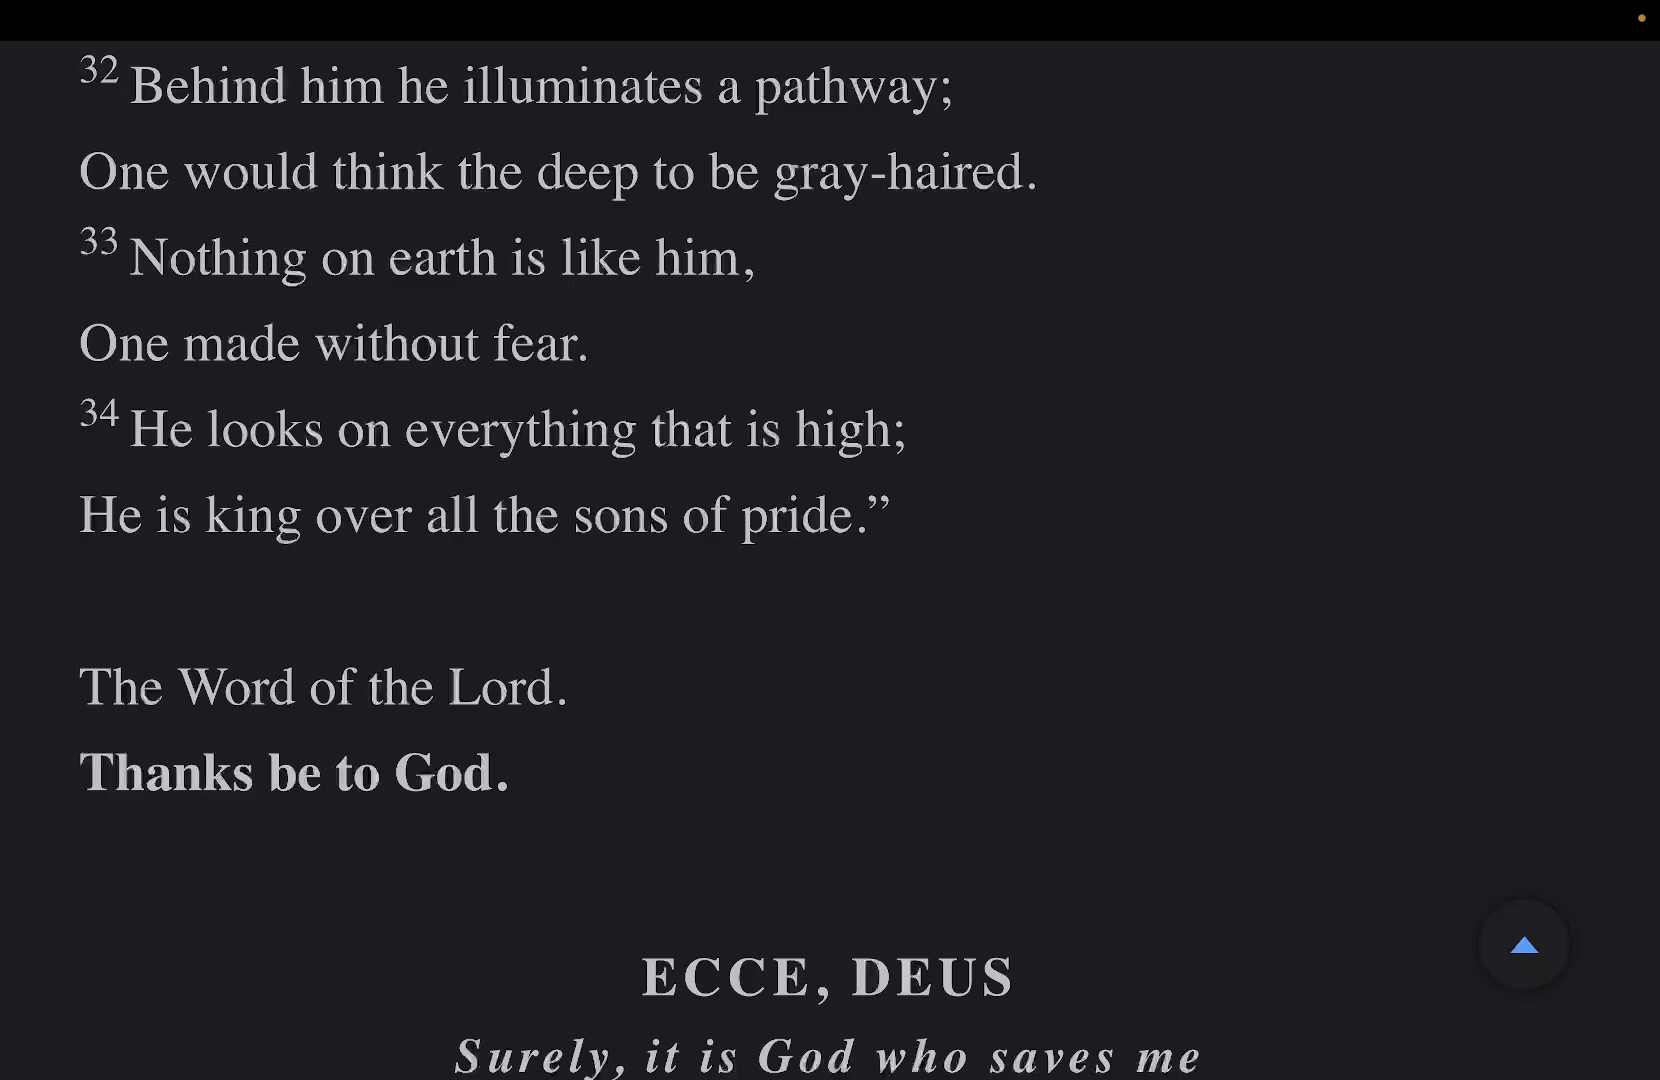 32 Behind him he illuminates a pathway;
One would think the deep to be gray-haired.
33 Nothing on earth is like him,
One made without fear.
34 He looks on everything that is high;
He is king over all the sons of pride.”
The Word of the Lord.
Thanks be to God.
ECCE, DEUS
Surely, it is God who saves me